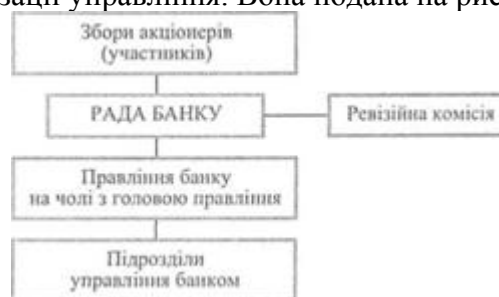 зації управління. Вона подана на рис
Збори акціонерів
(участників)
РАДА БАНКУ
Ревізійна комісія
Правління банку
на чолі з головою правління
Підрозділи
управління банком